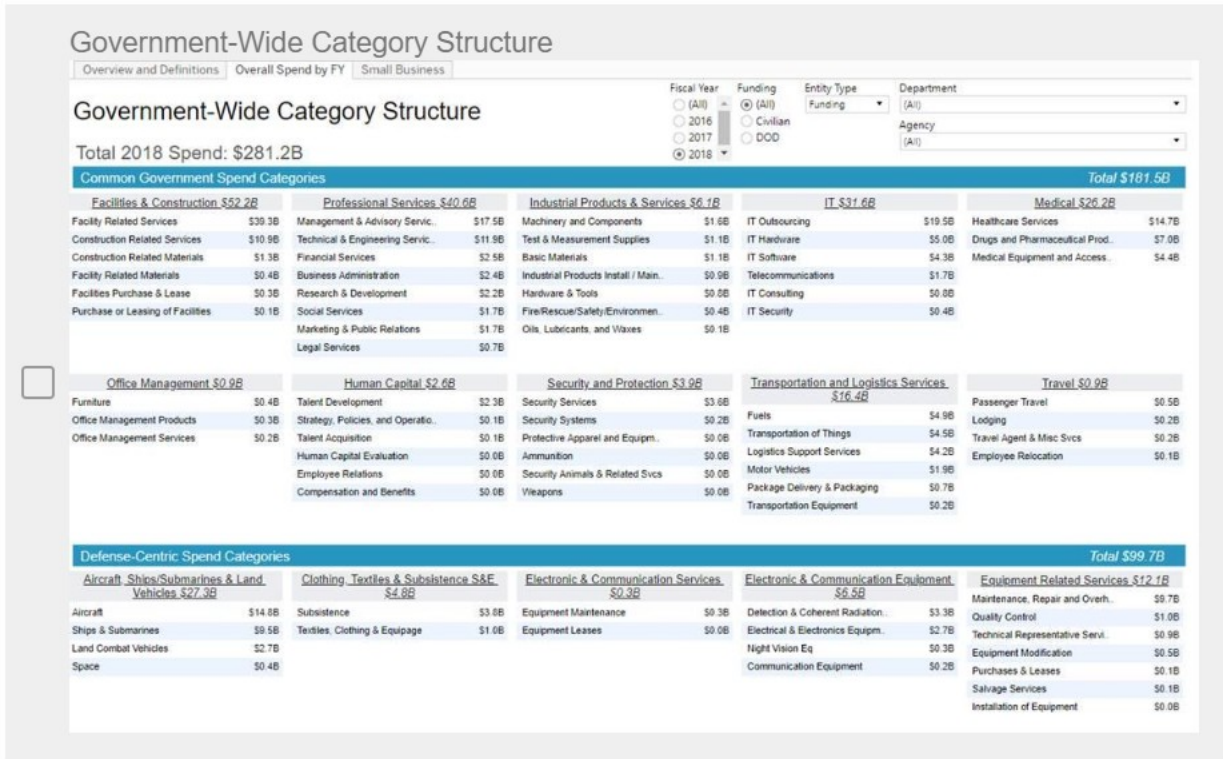 Government-Wide Category Structure
Overview and Definitions Overall Spend by FY Small Business
Government-Wide Category Structure
Total 2018 Spend: $281.2B
Fiscal Year
(All)
2016
2017
2018
Funding
(All)
Civilian
DOD
Entity Type
Funding
Department
(All)
Agency
(All)
Common Government Spend Categories Total $181.5B
Facilities & Construction $52.2B
Facility Related Services $39.3B
Construction Related Services $10.9B
Construction Related Materials $1.3B
Facility Related Materials $0.4B
Facilities Purchase & Lease $0.3B
Purchase or Leasing of Facilities $0.1B
Professional Services $40.6B
Management & Advisory Servic.. $17.5B
Technical & Engineering Servic.. $11.9B
Financial Services $2.5B
Business Administration $2.4B
Research & Development $2.2B
Social Services $1.7B
Marketing & Public Relations $1.7B
Legal Services $0.7B
Industrial Products & Services $6.1B
Machinery and Components $1.6B
Test & Measurement Supplies $1.1B
Basic Materials $1.1B
Industrial Products Install / Main.. $0.9B
Hardware & Tools $0.8B
Fire/Rescue/Safety/Environmen.. $0.4B
Oils, Lubricants, and Waxes $0.1B
IT $31.6B
IT Outsourcing $19.5B
IT Hardware $5.0B
IT Software $4.3B
Telecommunications $1.7B
IT Consulting $0.8B
IT Security $0.4B
Medical $26.2B
Healthcare Services $14.7B
Drugs and Pharmaceutical Prod.. $7.0B
Medical Equipment and Access.. $4.4B
Office Management $0.9B
Furniture $0.4B
Office Management Products $0.3B
Office Management Services $0.2B
Human Capital $2.6B
Talent Development $2.3B
Strategy, Policies, and Operatio.. $0.1B
Talent Acquisition $0.1B
Human Capital Evaluation $0.0B
Employee Relations $0.0B
Compensation and Benefits $0.0B
Security and Protection $3.9B
Security Services $3.6B
Security Systems $0.2B
Protective Apparel and Equipm.. $0.0B
Ammunition $0.0B
Security Animals & Related Svcs $0.0B
Weapons $0.0B
Transportation and Logistics Services
$16.4B
Fuels $4.9B
Transportation of Things $4.5B
Logistics Support Services $4.2B
Motor Vehicles $1.9B
Package Delivery & Packaging $0.7B
Transportation Equipment $0.2B
Travel $0.9B
Passenger Travel $0.5B
Lodging $0.2B
Travel Agent & Misc Svcs $0.2B
Employee Relocation $0.1B
Defense-Centric Spend Categories Total $99.7B
Aircraft, Ships/Submarines & Land
Vehicles $27.3B
Aircraft $14.8B
Ships & Submarines $9.5B
Land Combat Vehicles $2.7B
Space $0.4B
Clothing, Textiles & Subsistence S&E
$4.8B
Subsistence $3.8B
Textiles, Clothing & Equipage $1.0B
Electronic & Communication Services
$0.3B
Equipment Maintenance $0.3B
Equipment Leases $0.0B
Electronic & Communication Equipment
$6.5B
Detection & Coherent Radiation.. $3.3B
Electrical & Electronics Equipm.. $2.7B
Night Vision Eq $0.3B
Communication Equipment $0.2B
Equipment Related Services $12.1B
Maintenance, Repair and Overh.. $9.7B
Quality Control $1.0B
Technical Representative Servi.. $0.9B
Equipment Modification $0.5B
Purchases & Leases $0.1B
Salvage Services $0.1B
Installation of Equipment $0.0B